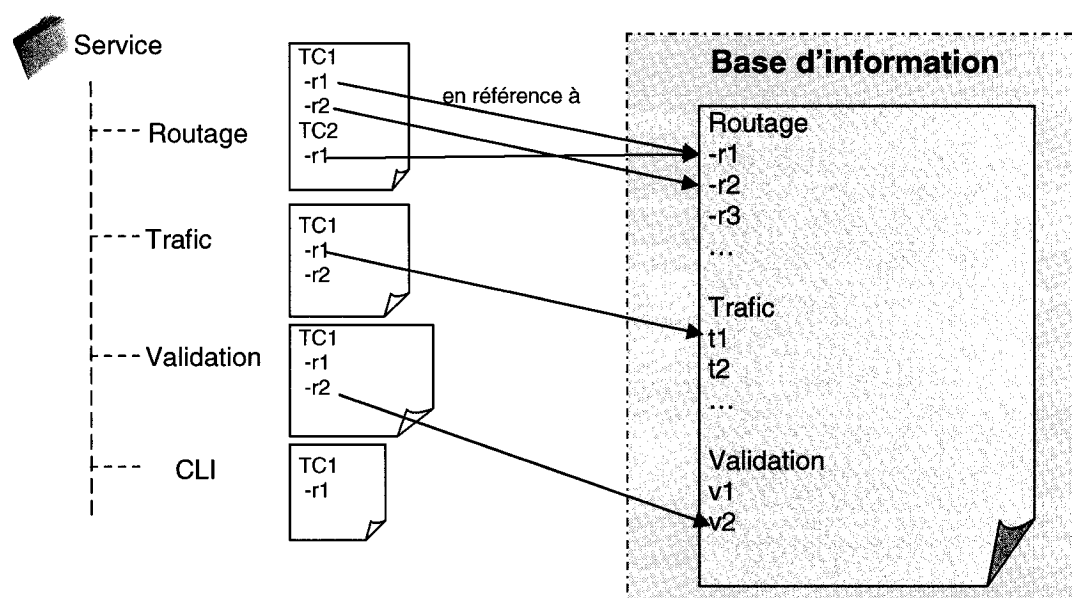 Service
Routage
TC1
-r1
-r2
TC2
-r1
Trafic
TC1
-r1
-r2
Validation
TC1
-r1
-r2
CLI
TC1
-r1
en référence à
Base d'information
Routage
-r1
-r2
-r3
...
Trafic
t1
t2
...
Validation
v1
v2